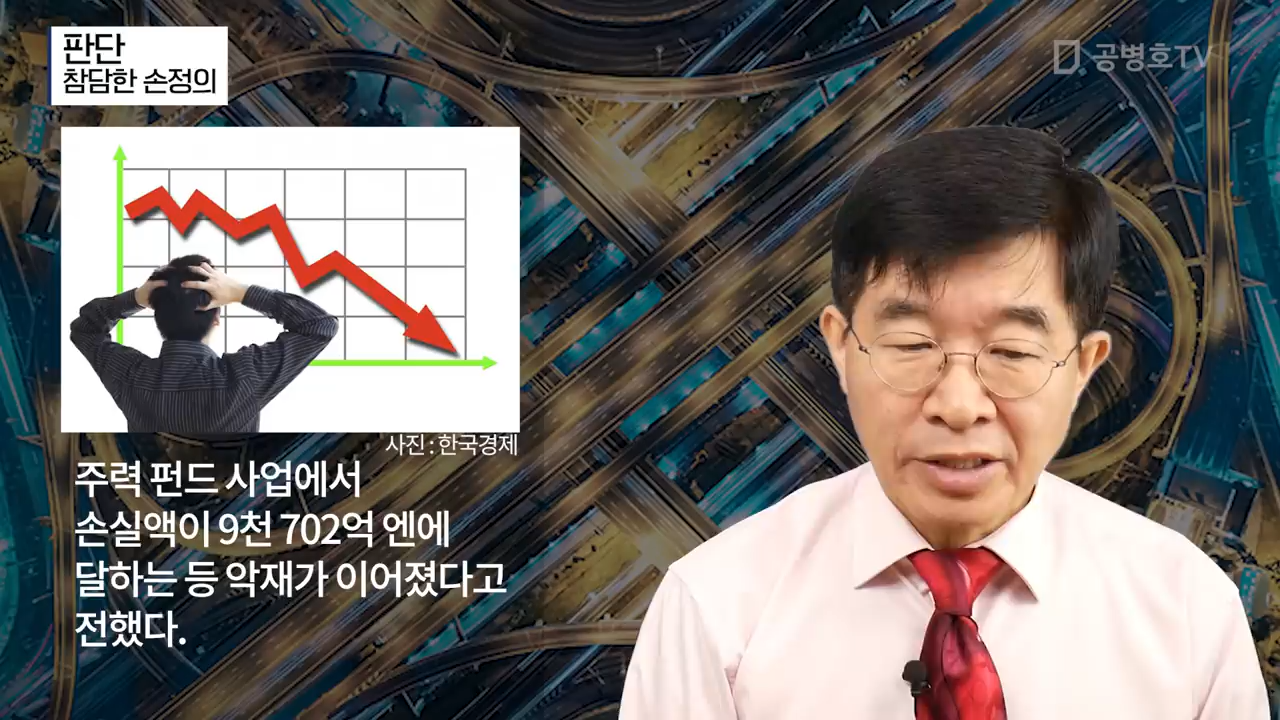 판단
참담한 손정의
공병호TV
사진 : 한국경제
주력 펀드 사업에서
손실액이 9천 702억 엔에
달하는 등 악재가 이어졌다고
전했다.